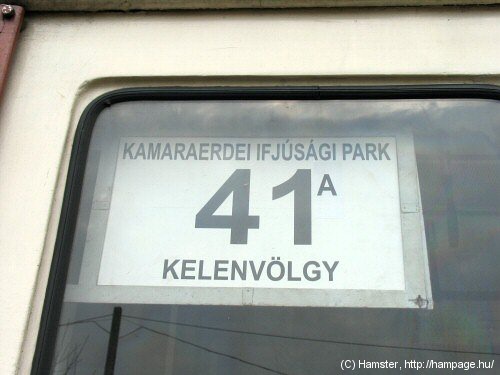 KAMARAERDEI IFJÚSÁGI PARK
41A
KELENVÖLGY
(C) Hamster, http://hampage.hu/